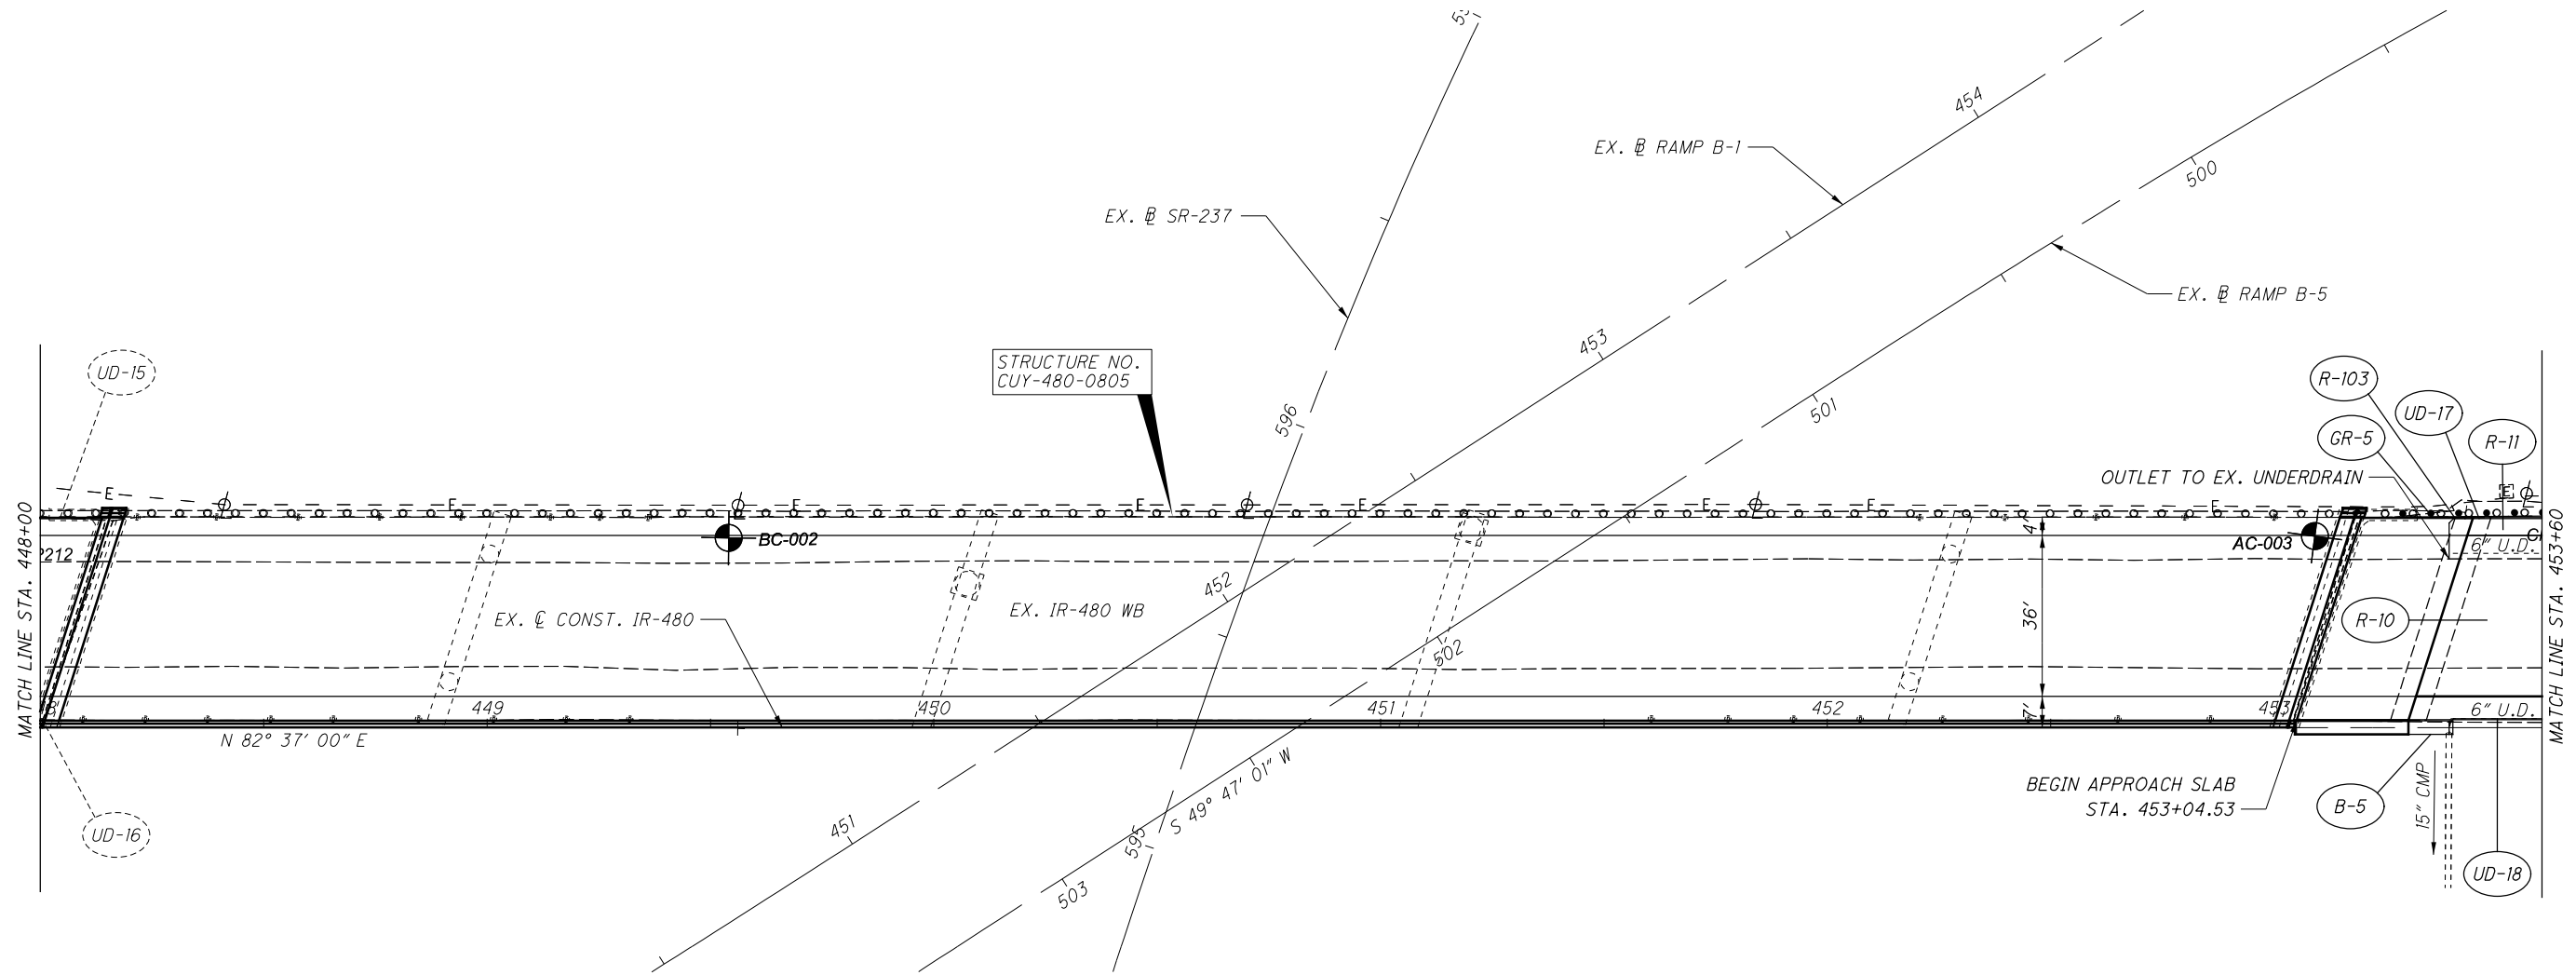 454
EX. ℄ RAMP B-1
500
EX. ℄ SR-237
EX. ℄ RAMP B-5
453
STRUCTURE NO.
CUY-480-0805
UD-15
R-103
501
596
UD-17
GR-5
R-11
OUTLET TO EX. UNDERDRAIN
E
E
E
E
E
E
E
E
E
MATCH LINE STA. 448+00
BC-002
4'
AC-003
6" U.D.
MATCH LINE STA. 453+60
452
EX. IR-480 WB
EX. ℄ CONST. IR-480
36'
R-10
502
449
450
451
452
453
7'
6" U.D.
N 82° 37' 00" E
S 49° 47' 01" W
BEGIN APPROACH SLAB
STA. 453+04.53
15" CMP
B-5
UD-16
451
595
503
UD-18